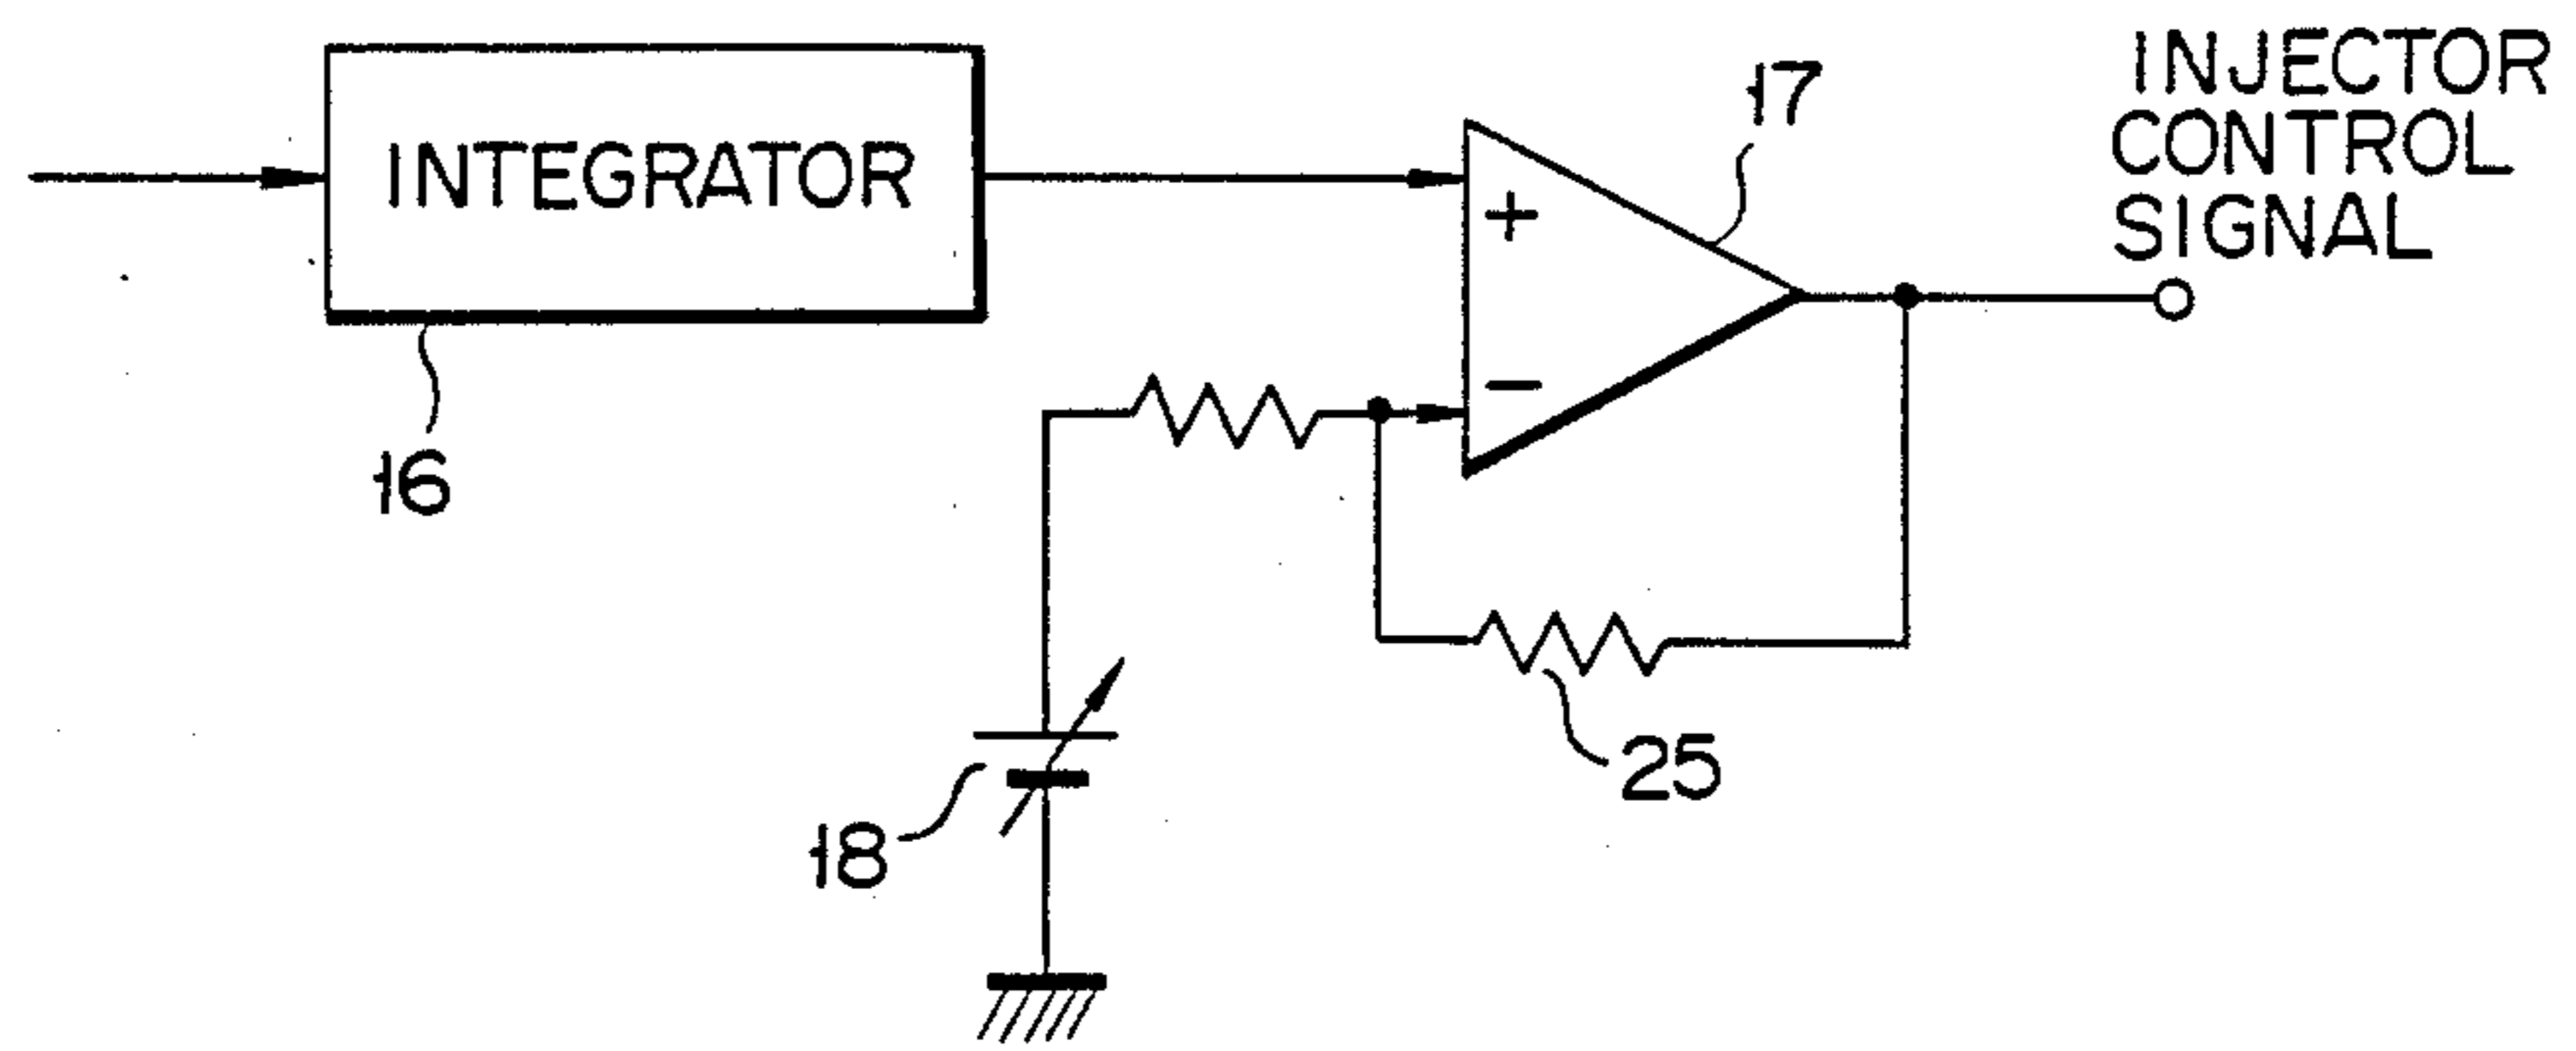 INTEGRATOR
16
+
−
17
INJECTOR
CONTROL
SIGNAL
18
25